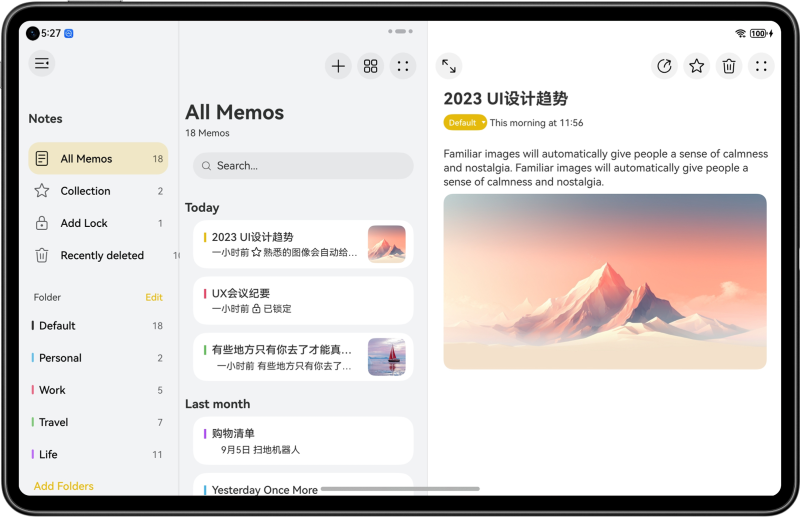 5:27
100
Notes
All Memos 18
Collection 2
Add Lock 1
Recently deleted
Folder Edit
Default 18
Personal 2
Work 5
Travel 7
Life 11
Add Folders
All Memos
18 Memos
Search...
Today
2023 UI设计趋势
一小时前 熟悉的图像会自动给...
UX会议纪要
一小时前 已锁定
有些地方只有你去了才能真...
一小时前 有些地方只有你去了...
Last month
购物清单
9月5日 扫地机器人
Yesterday Once More
2023 UI设计趋势
Default This morning at 11:56
Familiar images will automatically give people a sense of calmness
and nostalgia. Familiar images will automatically give people a
sense of calmness and nostalgia.